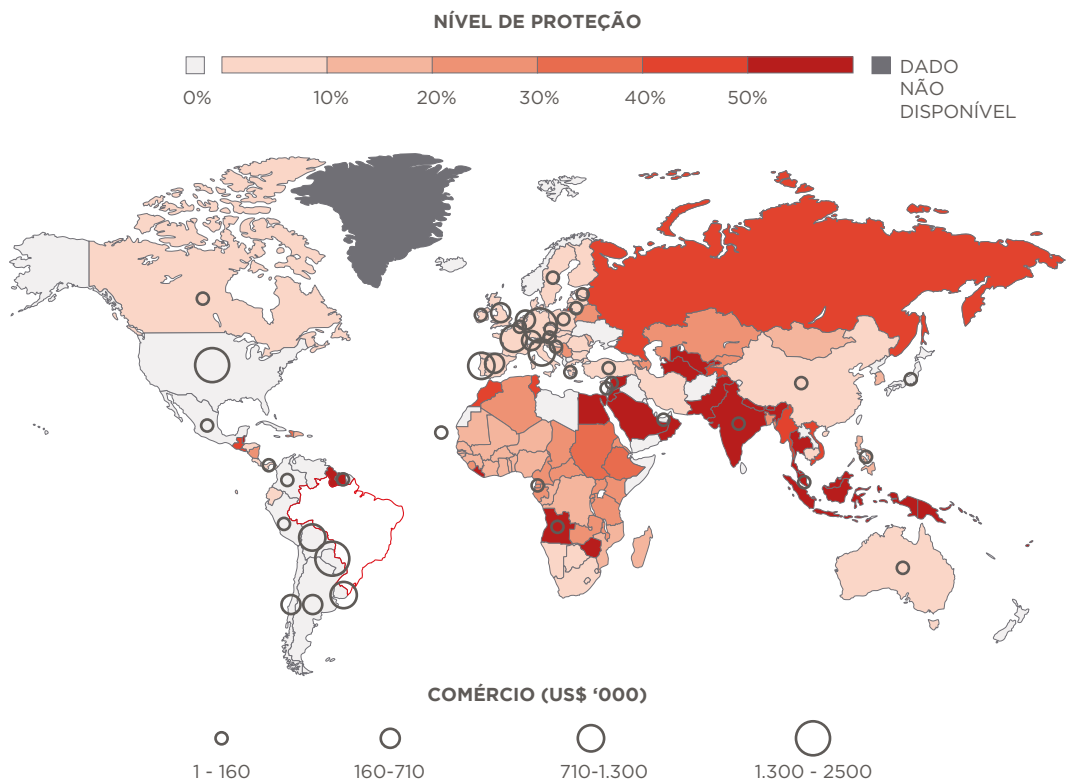 NÍVEL DE PROTEÇÃO
0% 10% 20% 30% 40% 50% DADO
NÃO
DISPONÍVEL
COMÉRCIO (US$ ‘000)
1 - 160 160-710 710-1.300 1.300 - 2500